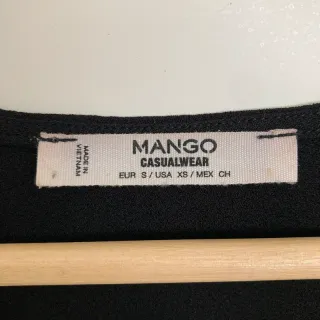 MANGO
CASUALWEAR
EUR S / USA XS / MEX CH
MADE IN
VIETNAM